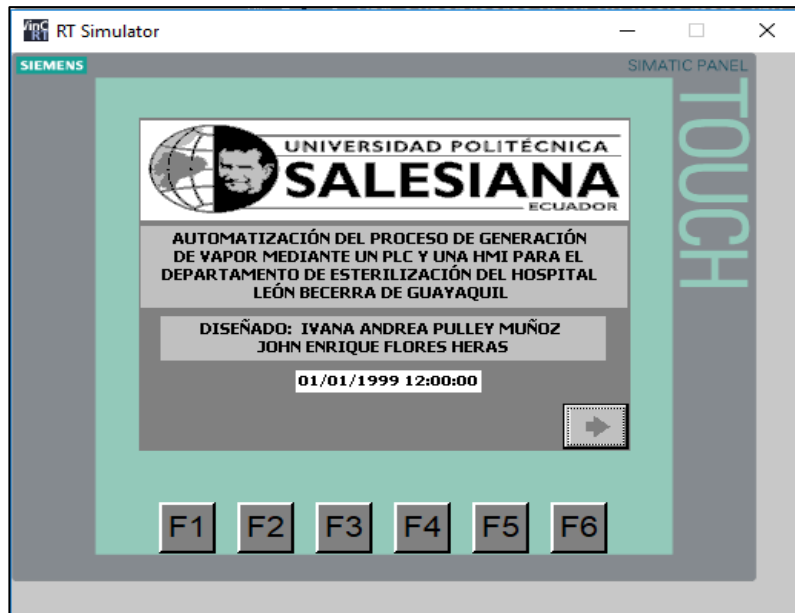 WinC
RT
RT Simulator
SIEMENS
SIMATIC PANEL
TOUCH
UNIVERSIDAD POLITÉCNICA
SALESIANA
ECUADOR
AUTOMATIZACIÓN DEL PROCESO DE GENERACIÓN
DE VAPOR MEDIANTE UN PLC Y UNA HMI PARA EL
DEPARTAMENTO DE ESTERILIZACIÓN DEL HOSPITAL
LEÓN BECERRA DE GUAYAQUIL
DISEÑADO: IVANA ANDREA PULLEY MUÑOZ
JOHN ENRIQUE FLORES HERAS
01/01/1999 12:00:00
F1 F2 F3 F4 F5 F6